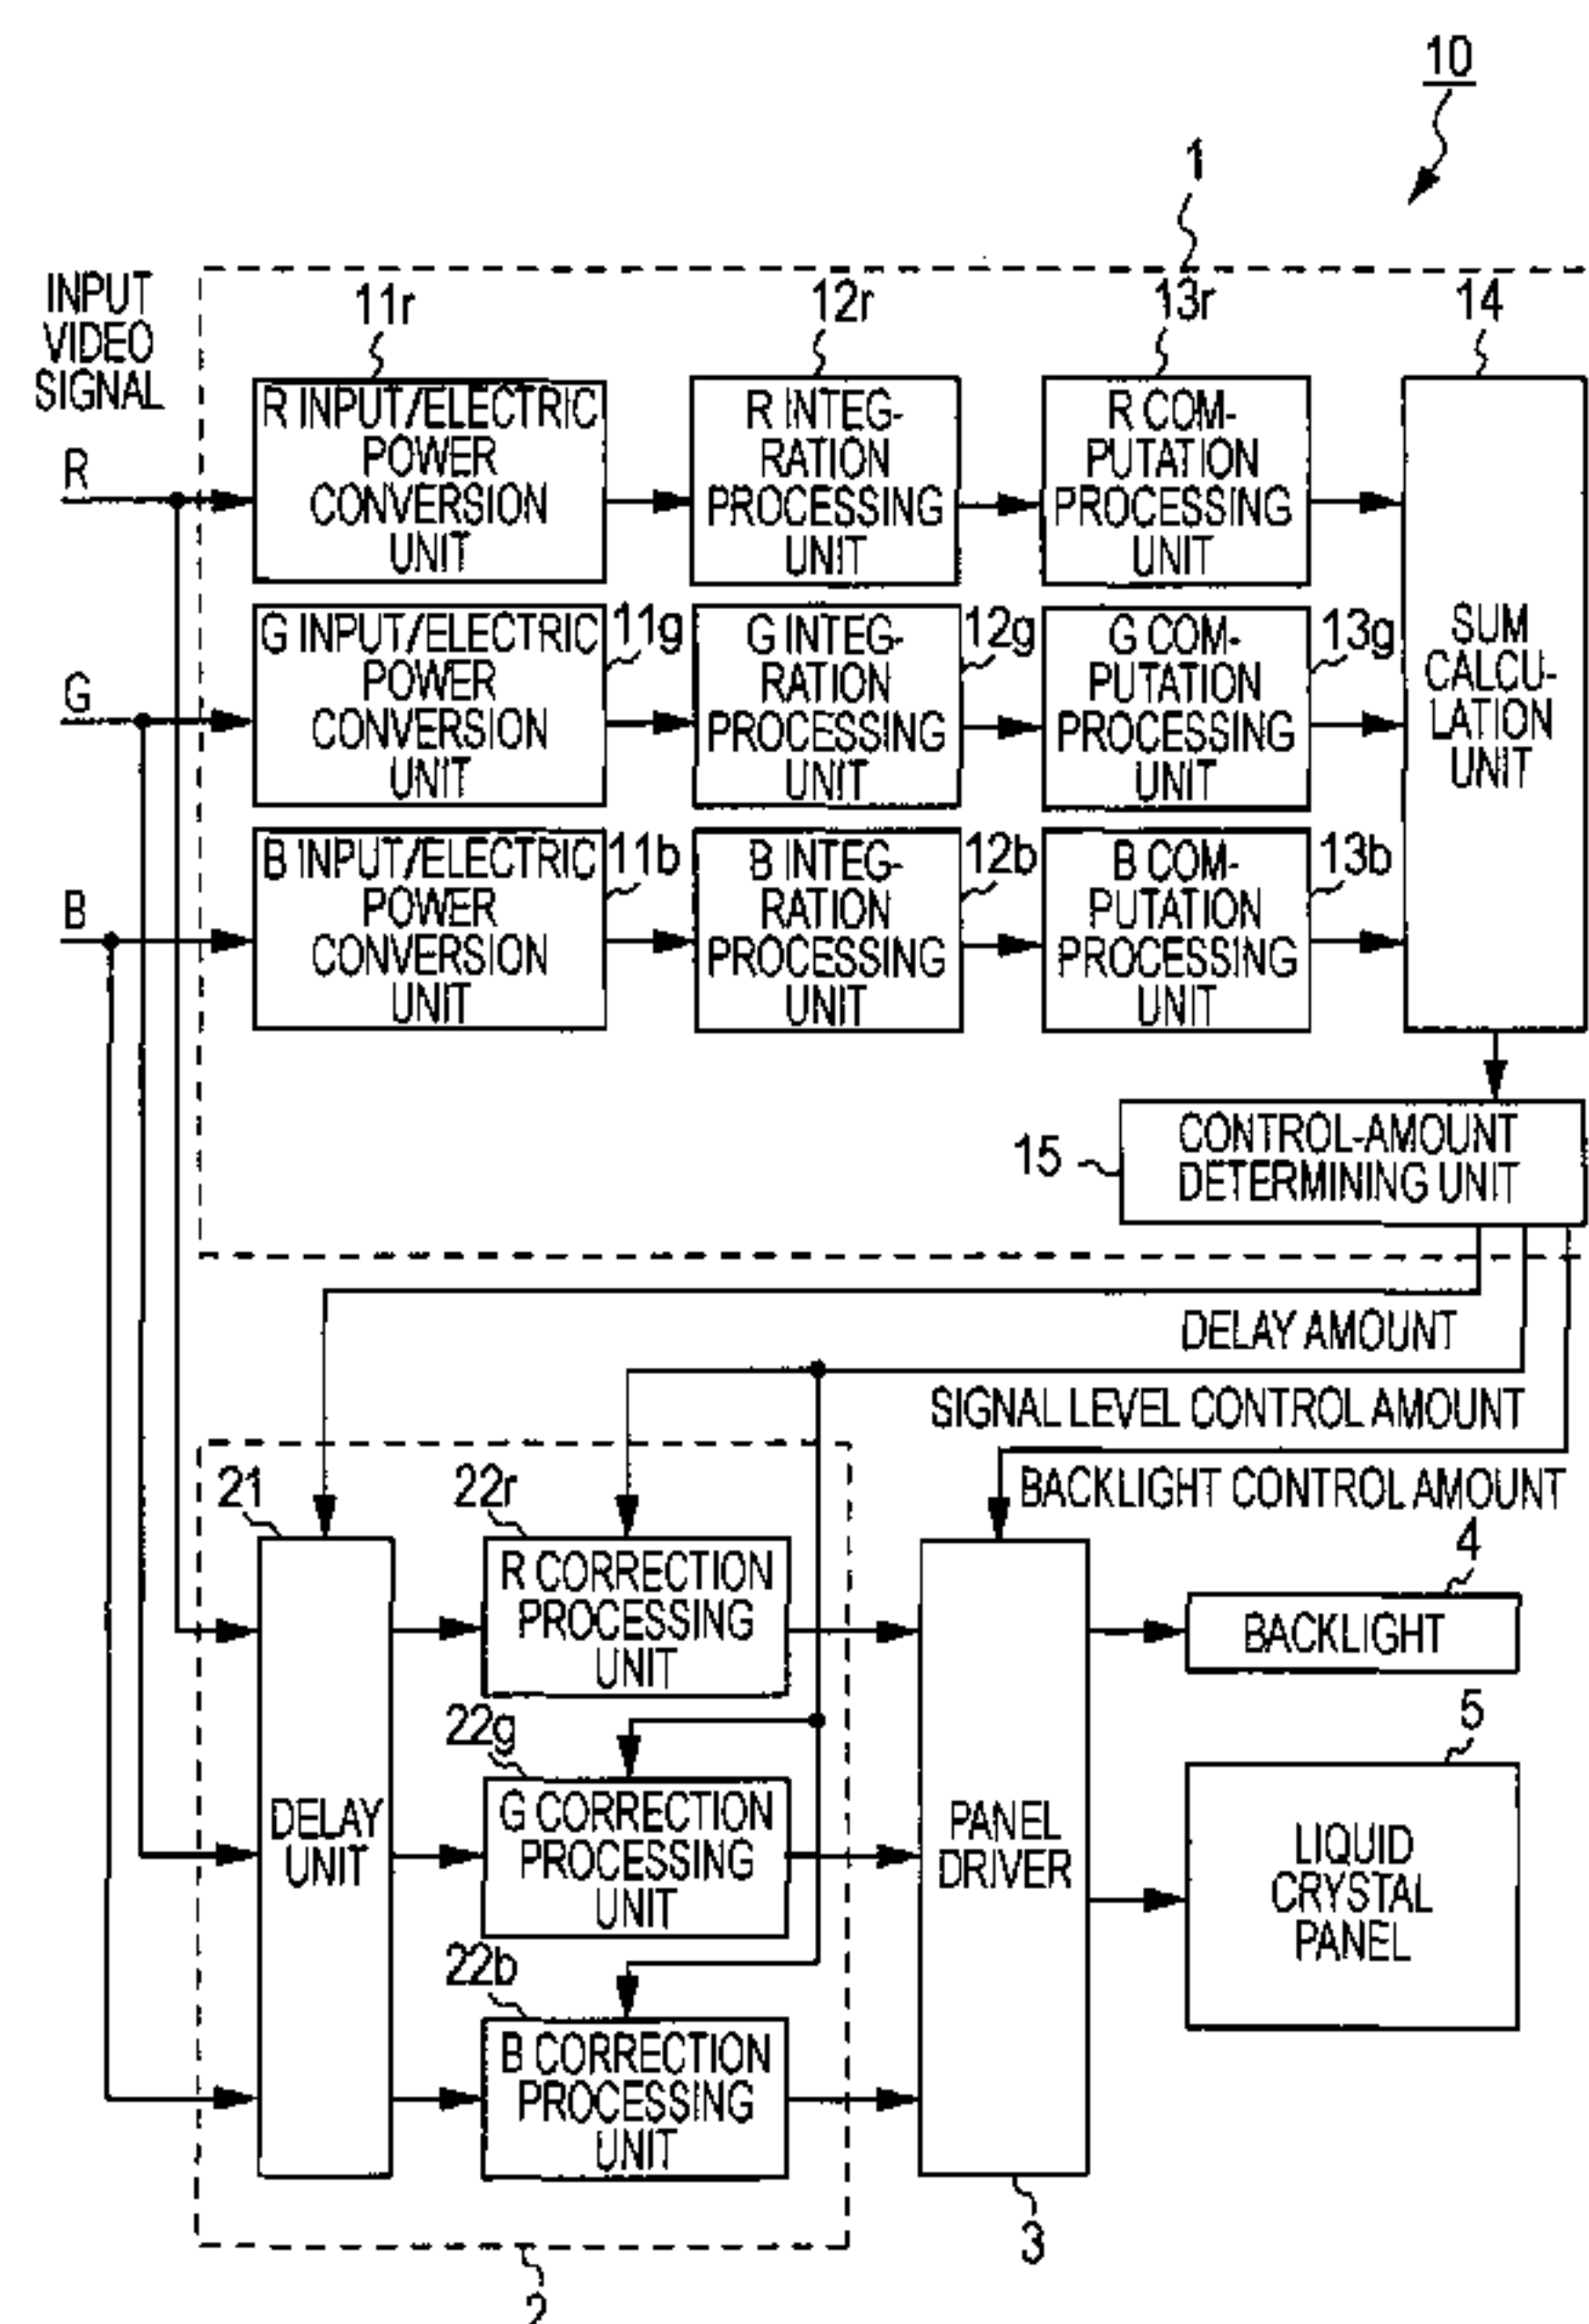 10
1
INPUT
VIDEO
SIGNAL
11r
12r
13r
14
R INPUT/ELECTRIC
POWER
CONVERSION
UNIT
R INTEG-
RATION
PROCESSING
UNIT
R COM-
PUTATION
PROCESSING
UNIT
SUM
CALCU-
LATION
UNIT
R
G INPUT/ELECTRIC
POWER
CONVERSION
UNIT
11g
G INTEG-
RATION
PROCESSING
UNIT
12g
G COM-
PUTATION
PROCESSING
UNIT
13g
G
B INPUT/ELECTRIC
POWER
CONVERSION
UNIT
11b
B INTEG-
RATION
PROCESSING
UNIT
12b
B COM-
PUTATION
PROCESSING
UNIT
13b
B
15
CONTROL-AMOUNT
DETERMINING UNIT
DELAY AMOUNT
SIGNAL LEVEL CONTROL AMOUNT
BACKLIGHT CONTROL AMOUNT
21
22r
4
R CORRECTION
PROCESSING
UNIT
BACKLIGHT
22g
5
DELAY
UNIT
G CORRECTION
PROCESSING
UNIT
PANEL
DRIVER
LIQUID
CRYSTAL
PANEL
22b
B CORRECTION
PROCESSING
UNIT
3
2